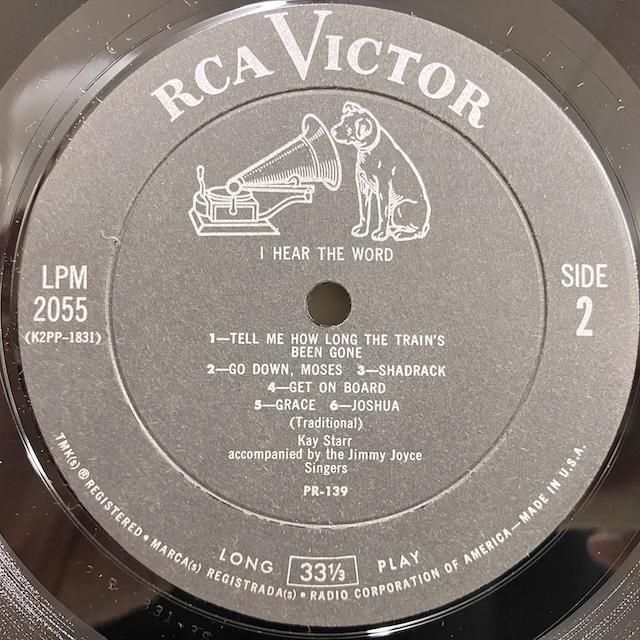 RCA VICTOR
I HEAR THE WORD
LPM
2055
(K2PP-1831)
SIDE
2
1—TELL ME HOW LONG THE TRAIN'S
BEEN GONE
2—GO DOWN, MOSES 3—SHADRACK
4—GET ON BOARD
5—GRACE 6—JOSHUA
(Traditional)
Kay Starr
accompanied by the Jimmy Joyce
Singers
PR-139
LONG 33⅓ PLAY
TMK(s) ® REGISTERED • MARCA(s) REGISTRADA(s) • RADIO CORPORATION OF AMERICA—MADE IN U.S.A.